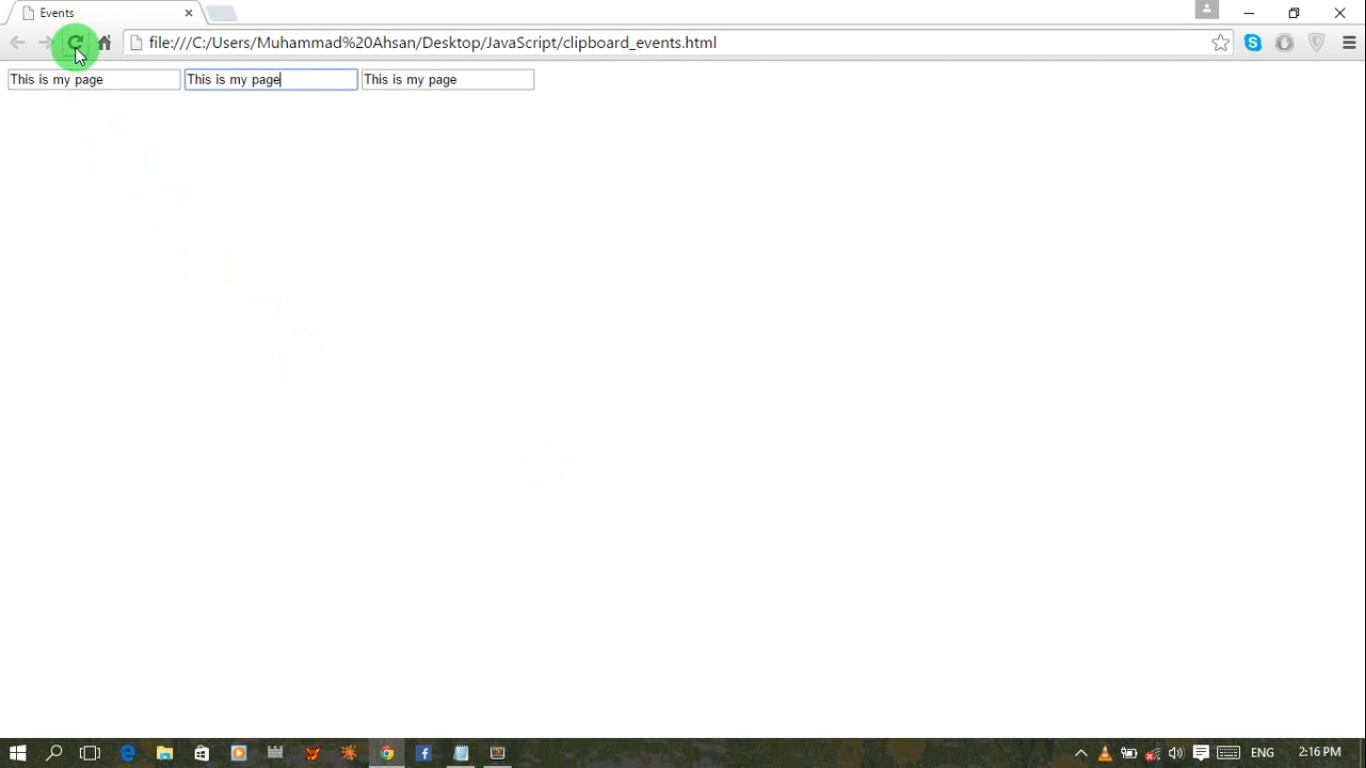 Events
file:///C:/Users/Muhammad%20Ahsan/Desktop/JavaScript/clipboard_events.html
This is my page This is my page This is my page
ENG 2:16 PM